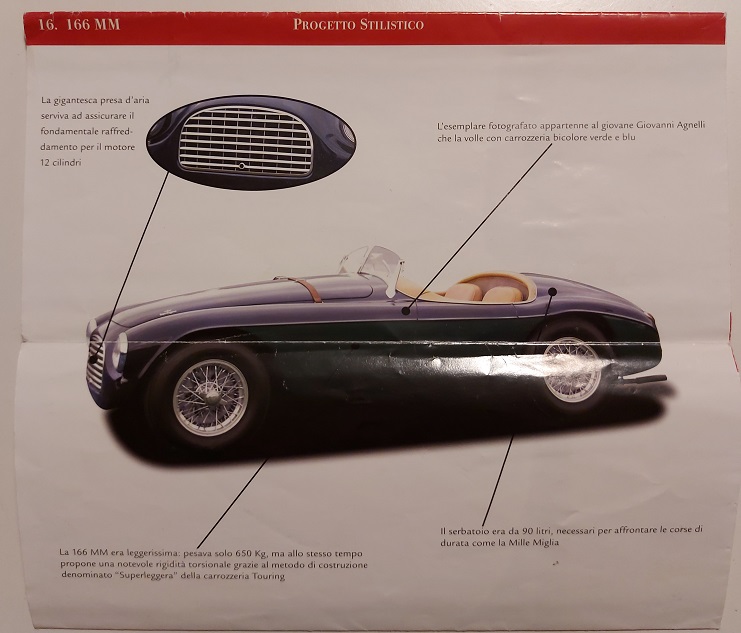 16. 166 MM PROGETTO STILISTICO
La gigantesca presa d'aria
serviva ad assicurare il
fondamentale raffred-
damento per il motore
12 cilindri
L'esemplare fotografato appartenne al giovane Giovanni Agnelli
che la volle con carrozzeria bicolore verde e blu
Il serbatoio era da 90 litri, necessari per affrontare le corse di
durata come la Mille Miglia
La 166 MM era leggerissima: pesava solo 650 Kg, ma allo stesso tempo
propone una notevole rigidità torsionale grazie al metodo di costruzione
denominato "Superleggera" della carrozzeria Touring